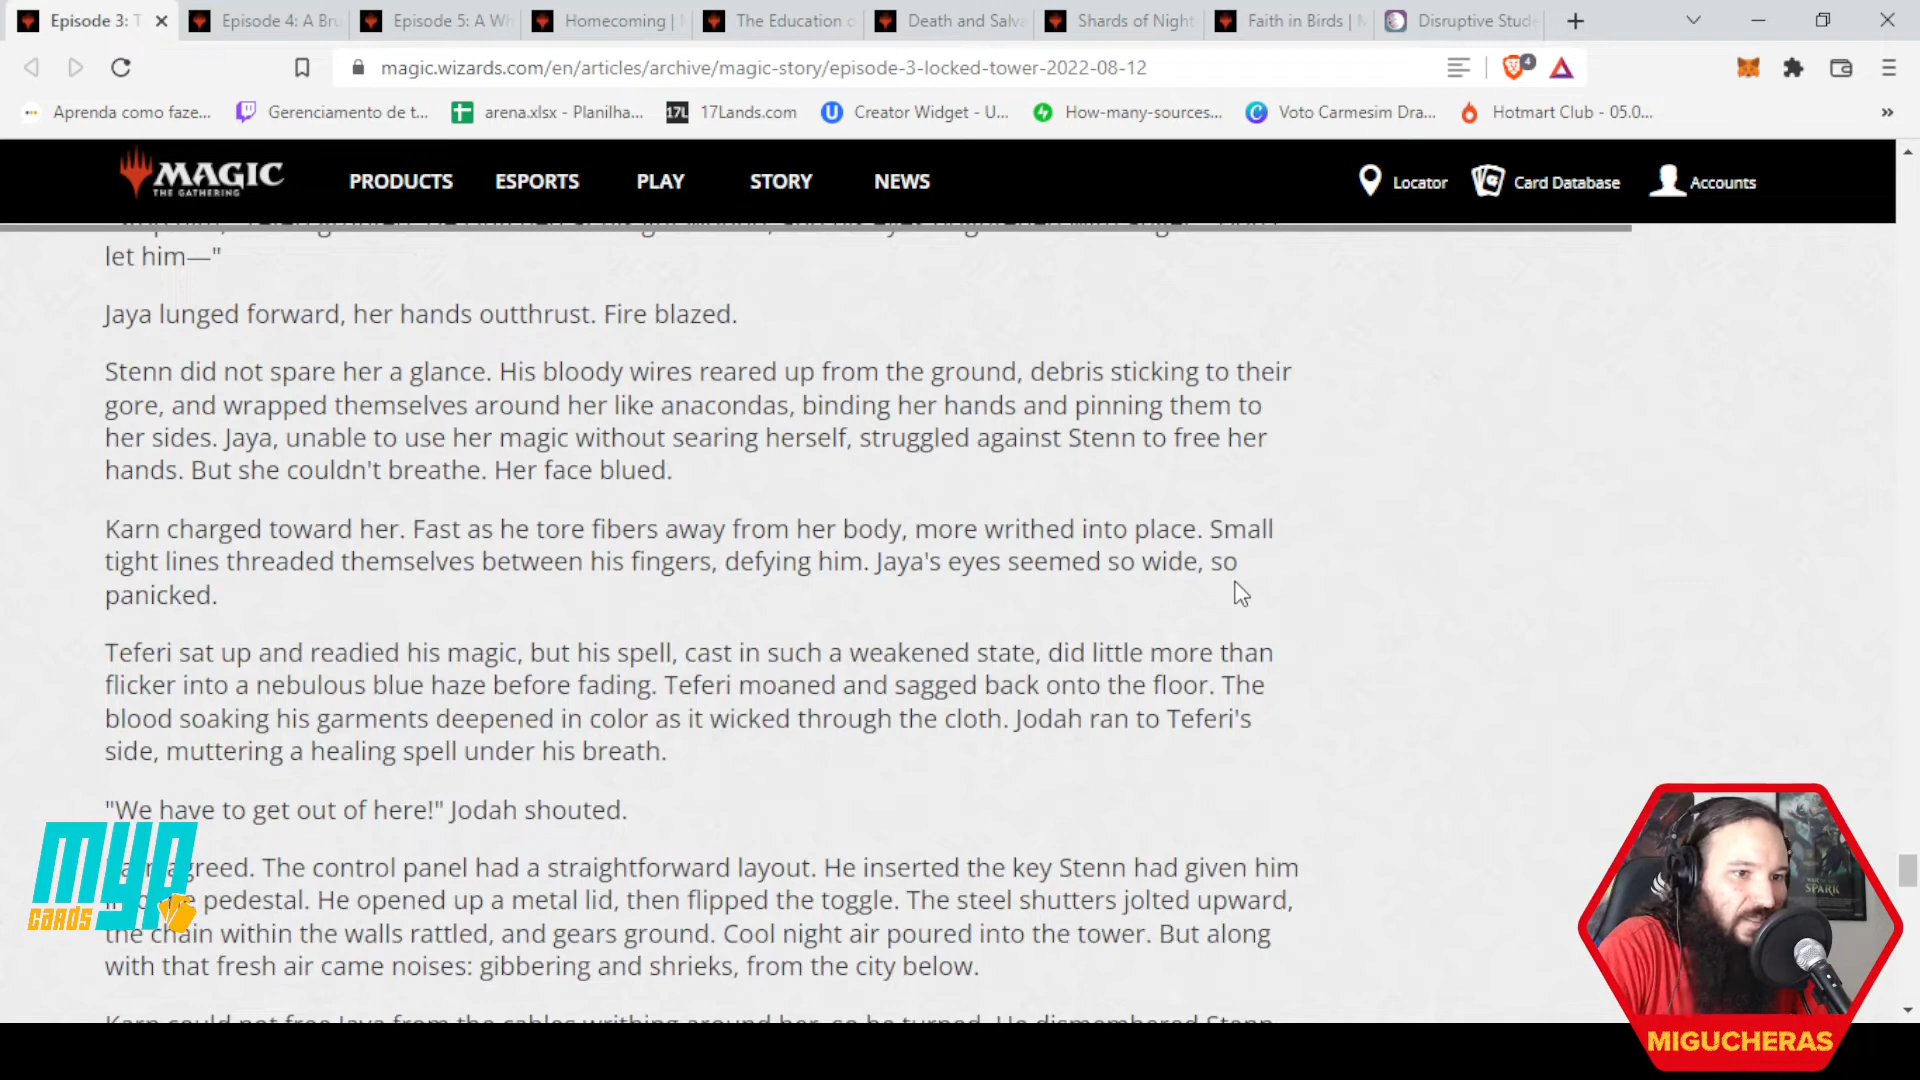 Episode 3: T
Episode 4: A Bru
Episode 5: A Wh
Homecoming |
The Education o
Death and Salva
Shards of Night
Faith in Birds |
Disruptive Stud
magic.wizards.com/en/articles/archive/magic-story/episode-3-locked-tower-2022-08-12
4
Aprenda como faze...
Gerenciamento de t...
arena.xlsx - Planilha...
17L
17Lands.com
Creator Widget - U...
How-many-sources...
Voto Carmesim Dra...
Hotmart Club - 05.0...
MAGIC
THE GATHERING
PRODUCTS
ESPORTS
PLAY
STORY
NEWS
Locator
Card Database
Accounts
let him—"
Jaya lunged forward, her hands outthrust. Fire blazed.
Stenn did not spare her a glance. His bloody wires reared up from the ground, debris sticking to their
gore, and wrapped themselves around her like anacondas, binding her hands and pinning them to
her sides. Jaya, unable to use her magic without searing herself, struggled against Stenn to free her
hands. But she couldn't breathe. Her face blued.
Karn charged toward her. Fast as he tore fibers away from her body, more writhed into place. Small
tight lines threaded themselves between his fingers, defying him. Jaya's eyes seemed so wide, so
panicked.
Teferi sat up and readied his magic, but his spell, cast in such a weakened state, did little more than
flicker into a nebulous blue haze before fading. Teferi moaned and sagged back onto the floor. The
blood soaking his garments deepened in color as it wicked through the cloth. Jodah ran to Teferi's
side, muttering a healing spell under his breath.
"We have to get out of here!" Jodah shouted.
agreed. The control panel had a straightforward layout. He inserted the key Stenn had given him
pedestal. He opened up a metal lid, then flipped the toggle. The steel shutters jolted upward,
the chain within the walls rattled, and gears ground. Cool night air poured into the tower. But along
with that fresh air came noises: gibbering and shrieks, from the city below.
Karn could not free Jaya from the cables writhing around her, so he turned. He dismembered Stenn
MYP
CARDS
SPARK
MIGUCHERAS